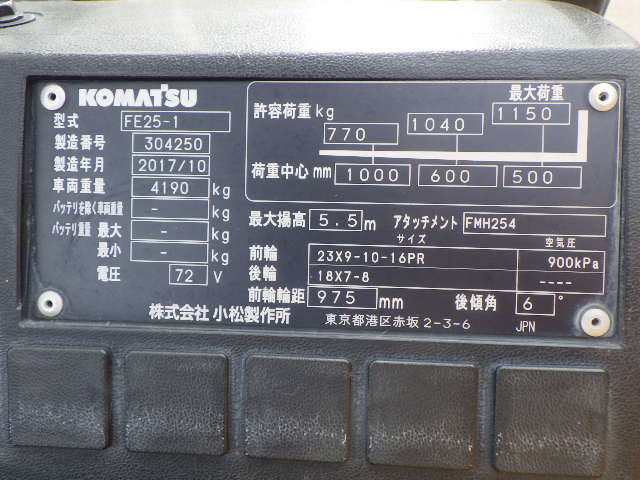 KOMATSU
型式 FE25-1
製造番号 304250
製造年月 2017/10
車両重量 4190 kg
バッテリを除く車両重量 - kg
バッテリ重量 最大 - kg
最小 - kg
電圧 72 V
許容荷重 kg 最大荷重
770 1040 1150
荷重中心 mm 1000 600 500
最大揚高 5.5 m アタッチメント FMH254
サイズ 空気圧
前輪 23X9-10-16PR 900kPa
後輪 18X7-8 ----
前輪輪距 975 mm 後傾角 6 °
株式会社 小松製作所 東京都港区赤坂 2-3-6 JPN